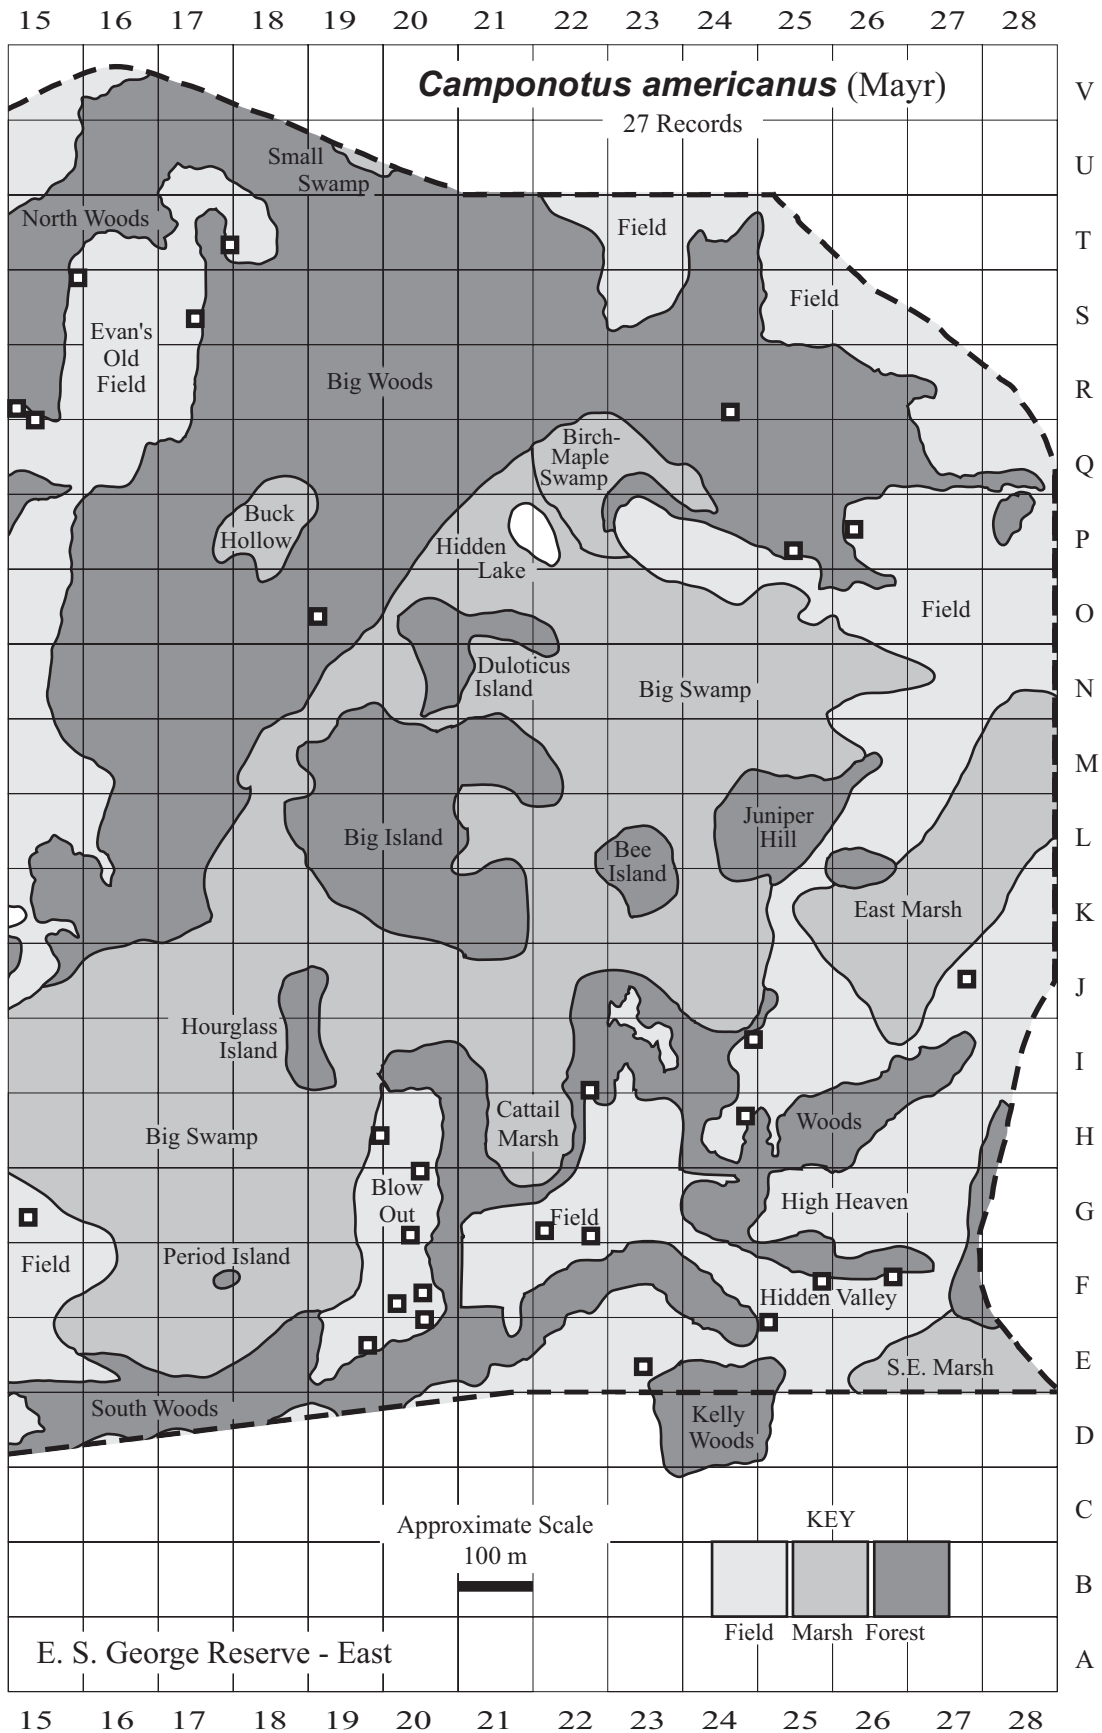 15 16 17 18 19 20 21 22 23 24 25 26 27 28
Camponotus americanus (Mayr)
V
27 Records
Small
Swamp
U
North Woods
Field
T
Field
S
Evan's
Old
Field
Big Woods
R
Birch-
Maple
Swamp
Q
Buck
Hollow
Hidden
Lake
P
Field
O
Duloticus
Island
Big Swamp
N
M
Big Island
Juniper
Hill
L
Bee
Island
East Marsh
K
J
Hourglass
Island
I
Cattail
Marsh
Big Swamp
Woods
H
Blow
Out
Field
High Heaven
G
Field
Period Island
Hidden Valley
F
S.E. Marsh
E
South Woods
Kelly
Woods
D
Approximate Scale
100 m
KEY
C
B
Field Marsh Forest
E. S. George Reserve - East
A
15 16 17 18 19 20 21 22 23 24 25 26 27 28